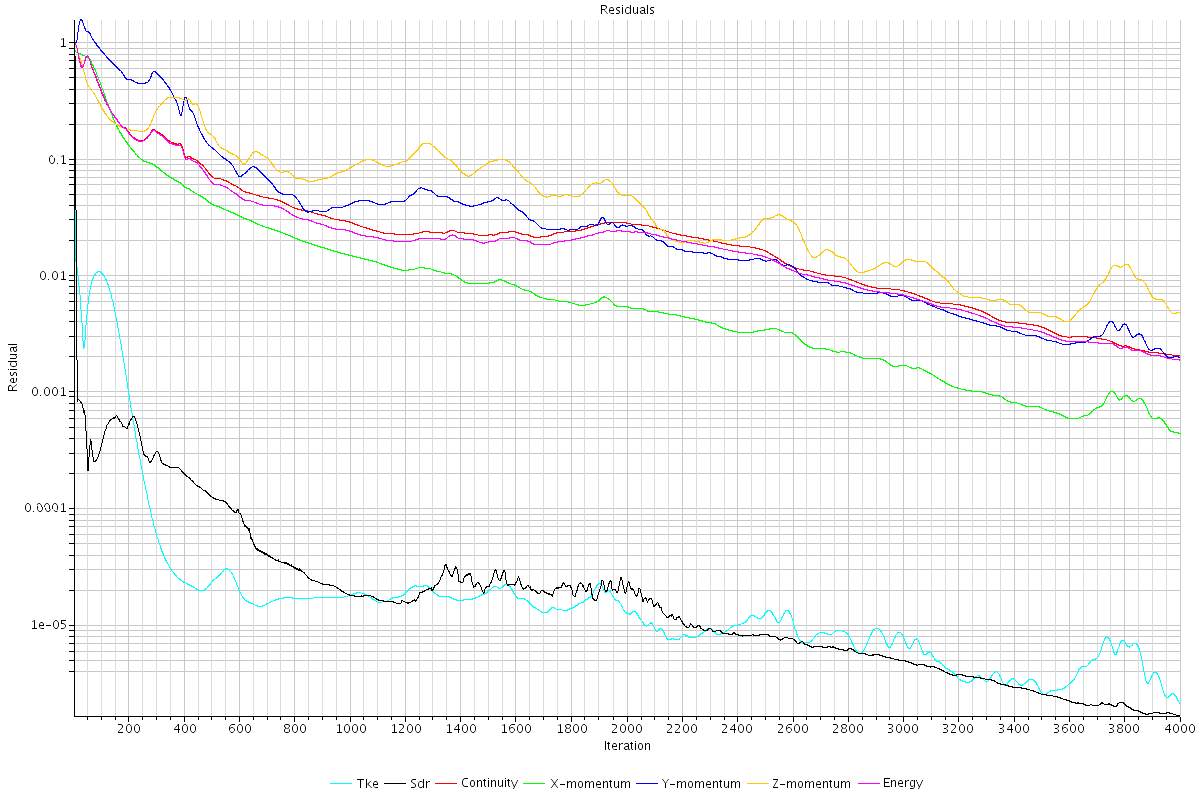 Residuals
1
0.1
0.01
0.001
0.0001
1e-05
Residual
200 400 600 800 1000 1200 1400 1600 1800 2000 2200 2400 2600 2800 3000 3200 3400 3600 3800 4000
Iteration
Tke Sdr Continuity X-momentum Y-momentum Z-momentum Energy